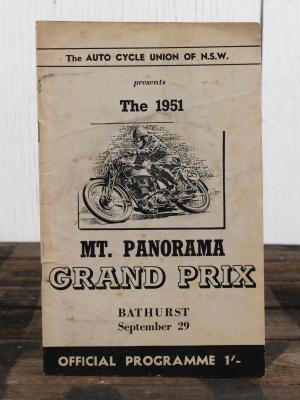 The AUTO CYCLE UNION OF N.S.W.
presents
The 1951
MT. PANORAMA
GRAND PRIX
BATHURST
September 29
OFFICIAL PROGRAMME 1/-